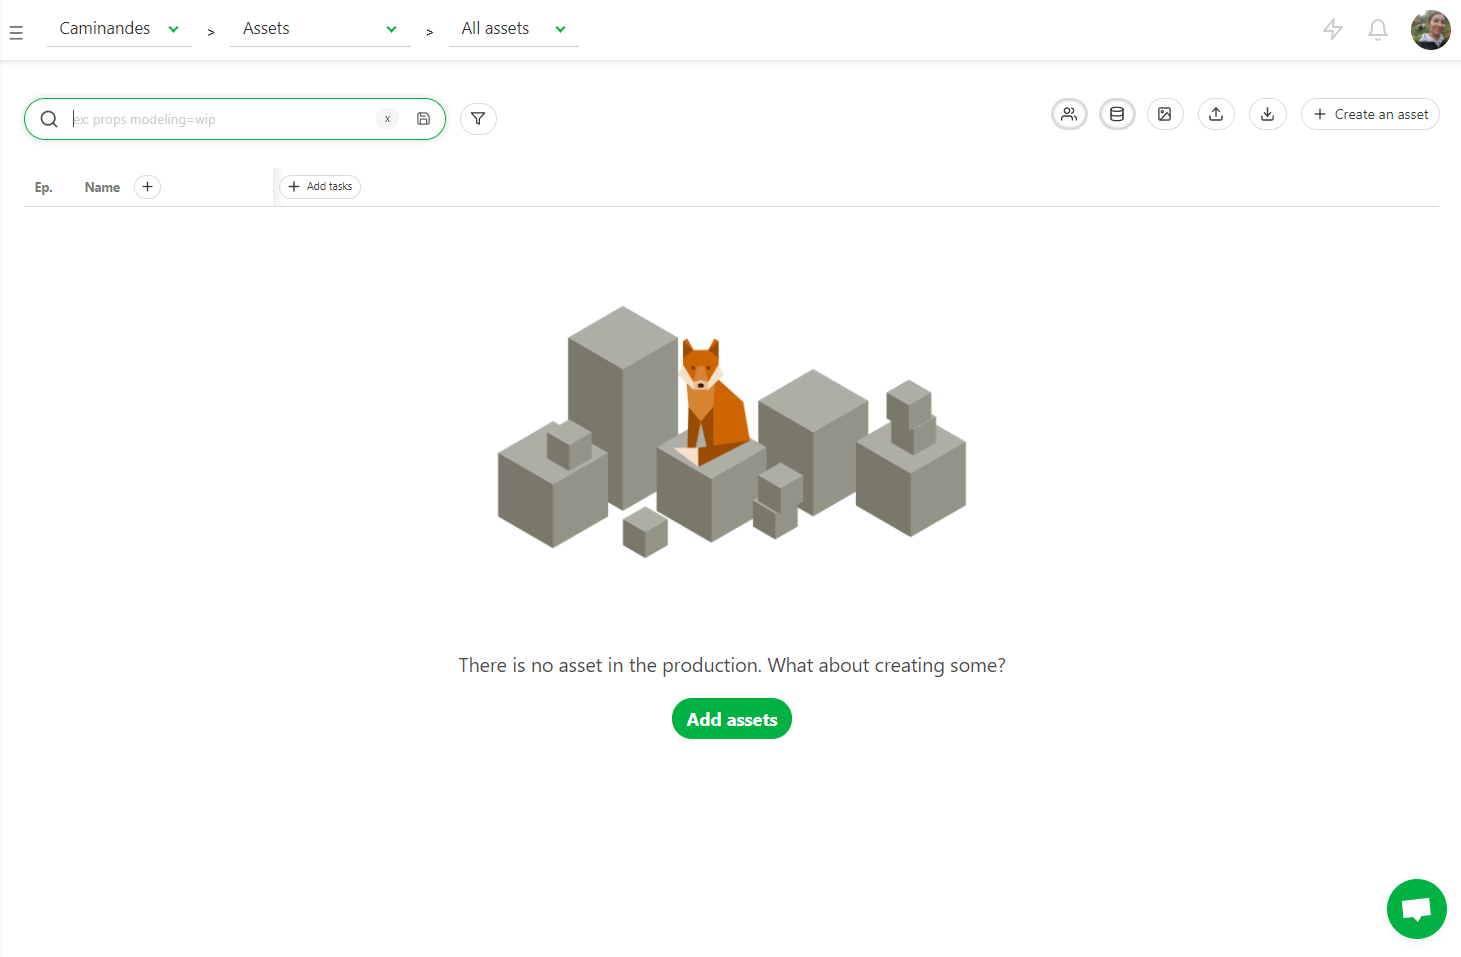 Caminandes > Assets > All assets
ex: props modeling=wip x
+ Create an asset
Ep. Name + + Add tasks
There is no asset in the production. What about creating some?
Add assets